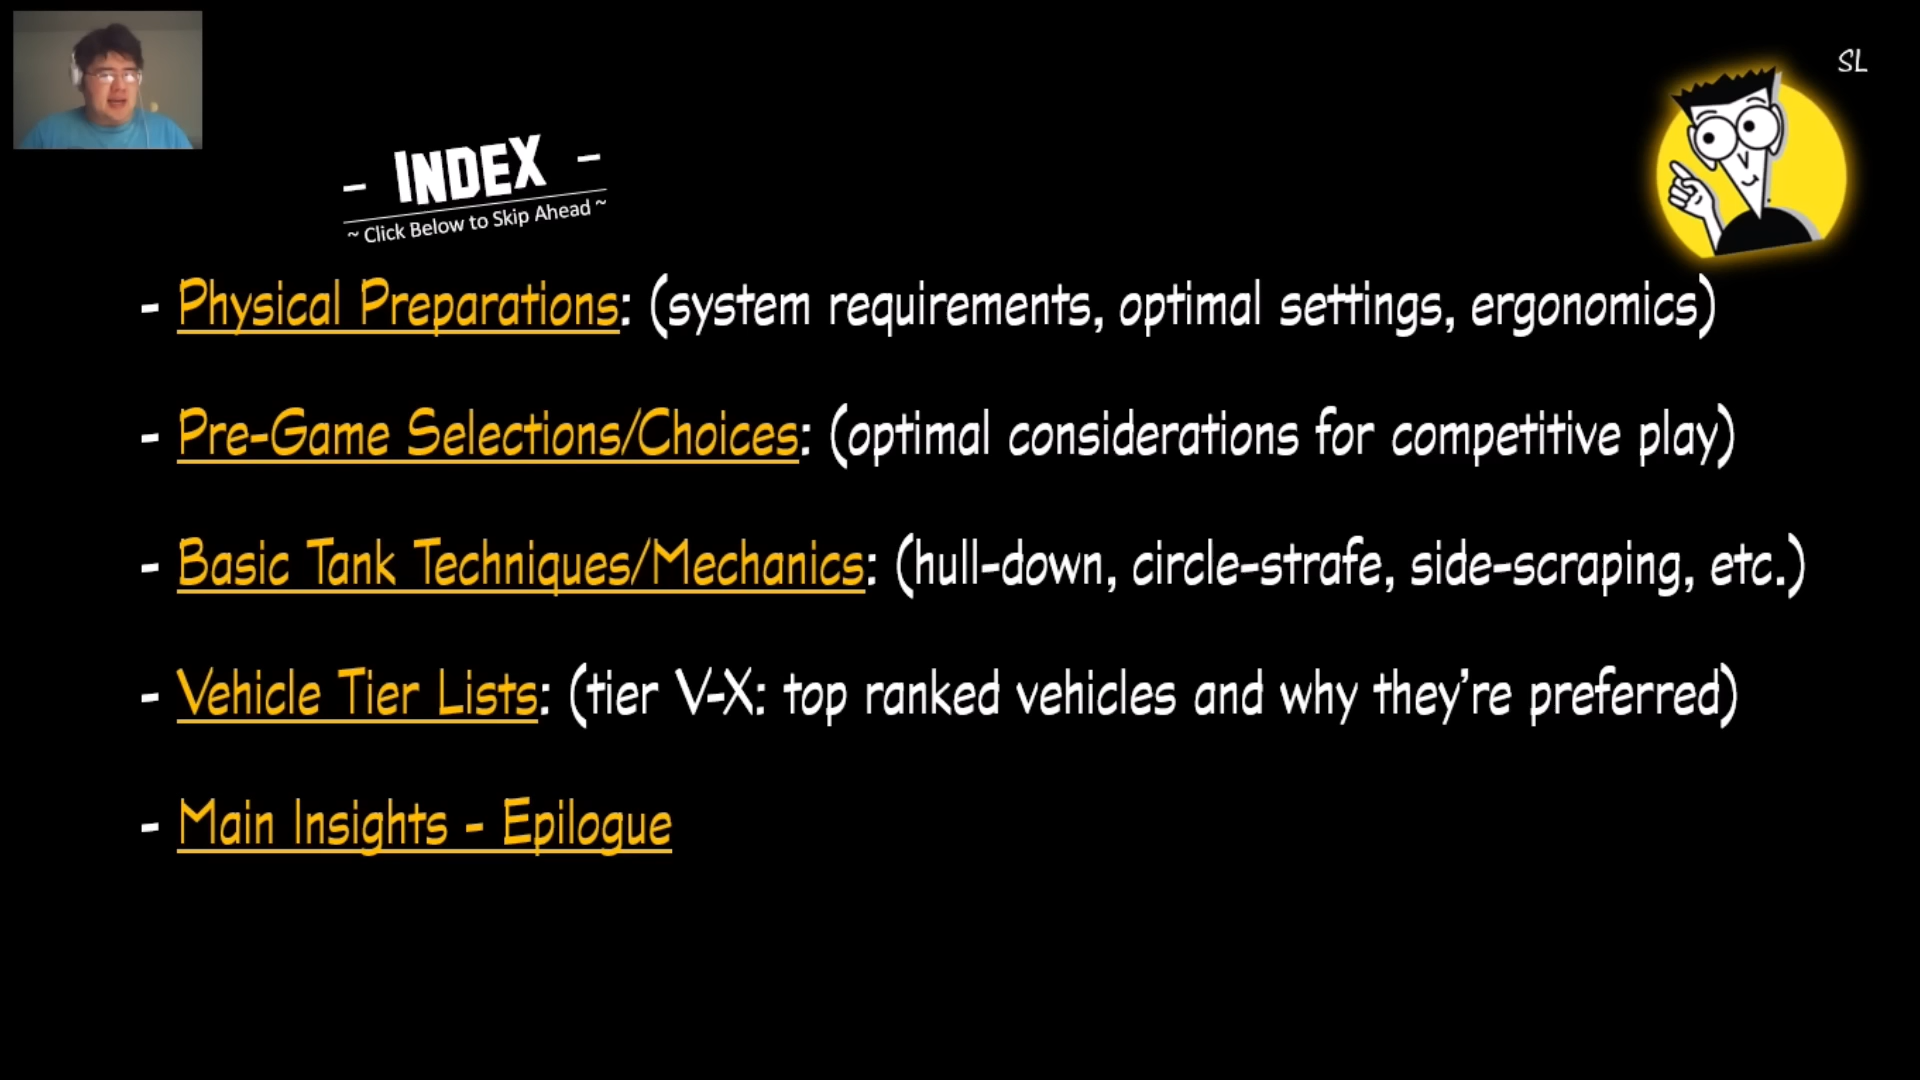 SL
- INDEX -
~ Click Below to Skip Ahead ~
- Physical Preparations: (system requirements, optimal settings, ergonomics)
- Pre-Game Selections/Choices: (optimal considerations for competitive play)
- Basic Tank Techniques/Mechanics: (hull-down, circle-strafe, side-scraping, etc.)
- Vehicle Tier Lists: (tier V-X: top ranked vehicles and why they're preferred)
- Main Insights - Epilogue